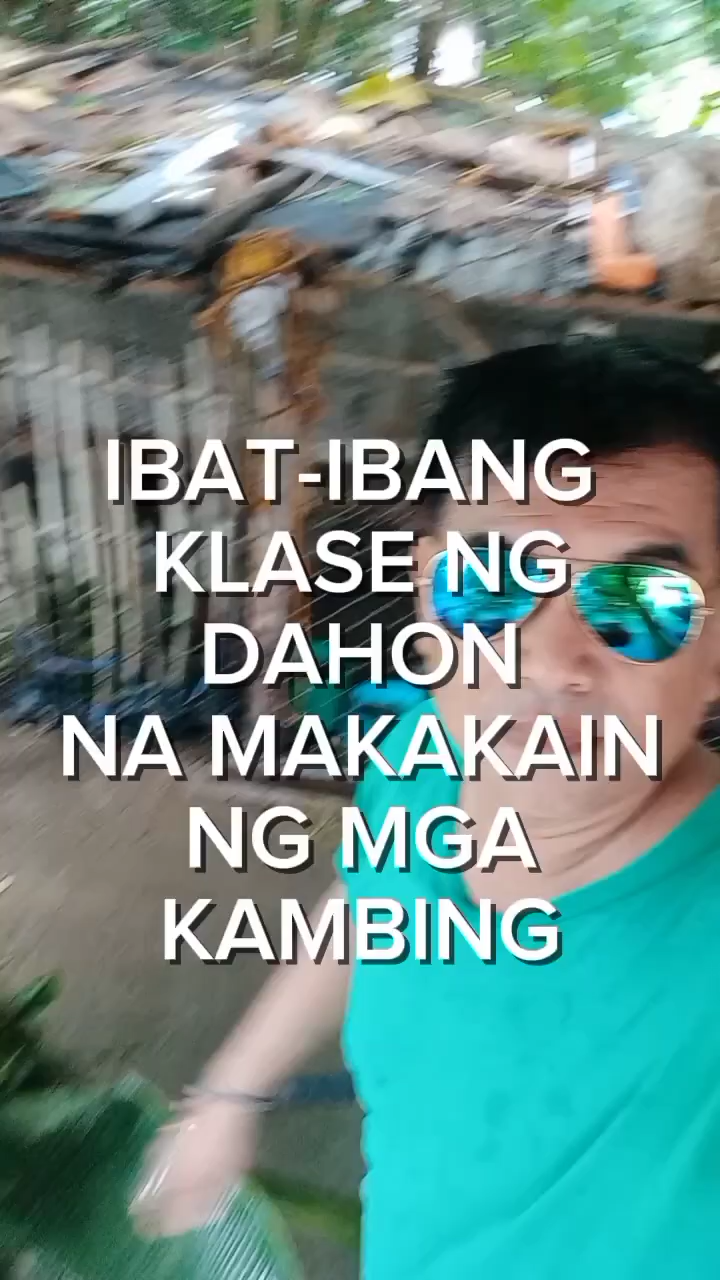 IBAT-IBANG
KLASE NG
DAHON
NA MAKAKAIN
NG MGA
KAMBING